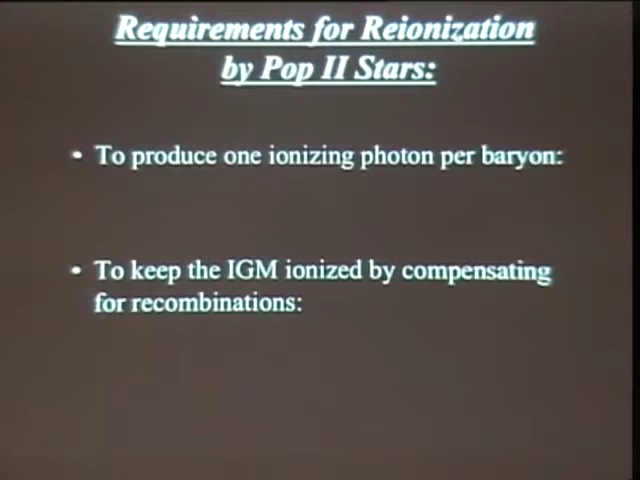 Requirements for Reionization
by Pop II Stars:
• To produce one ionizing photon per baryon:
• To keep the IGM ionized by compensating
for recombinations: